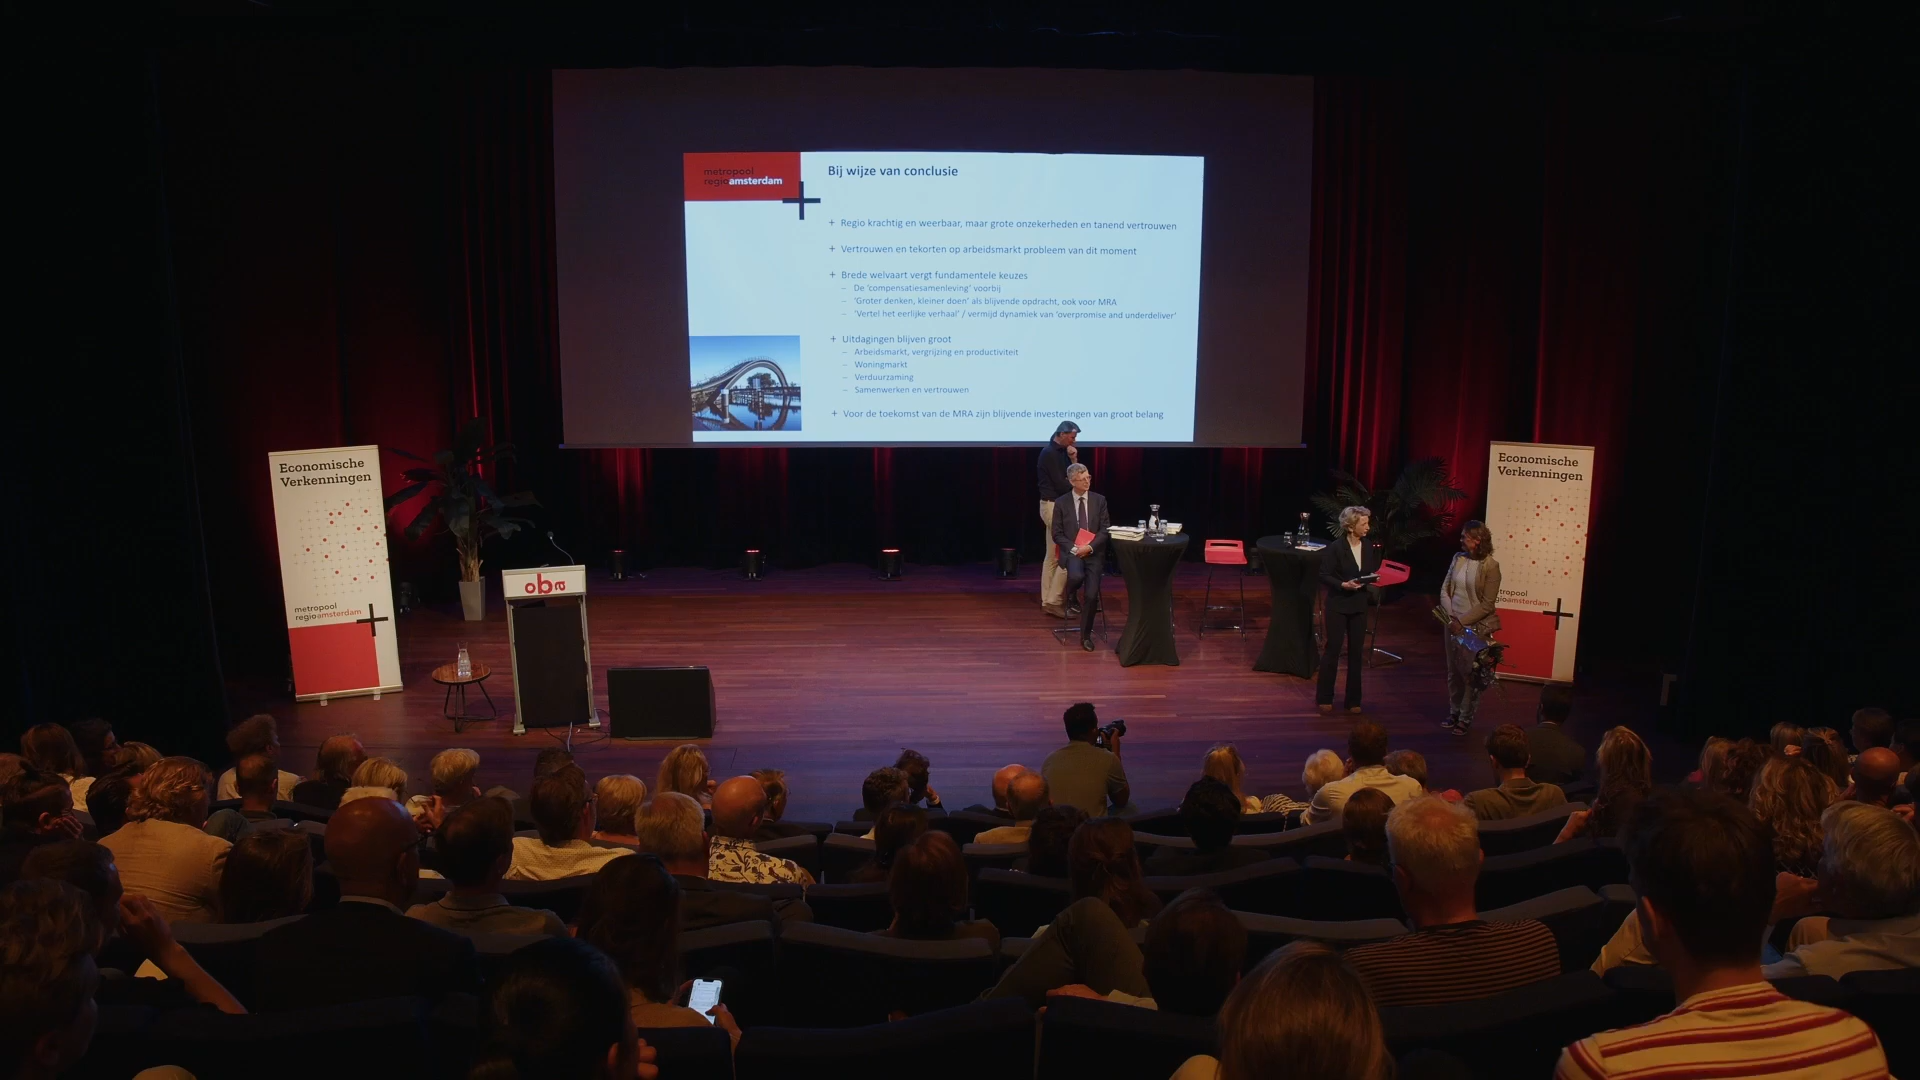 metropool
regioamsterdam
Bij wijze van conclusie
+ Regio krachtig en weerbaar, maar grote onzekerheden en tanend vertrouwen
+ Vertrouwen en tekorten op arbeidsmarkt probleem van dit moment
+ Brede welvaart vergt fundamentele keuzes
– De 'compensatiesamenleving' voorbij
– 'Groter denken, kleiner doen' als blijvende opdracht, ook voor MRA
– 'Vertel het eerlijke verhaal' / vermijd dynamiek van 'overpromise and underdeliver'
+ Uitdagingen blijven groot
– Arbeidsmarkt, vergrijzing en productiviteit
– Woningmarkt
– Verduurzaming
– Samenwerken en vertrouwen
+ Voor de toekomst van de MRA zijn blijvende investeringen van groot belang
Economische
Verkenningen
metropool
regioamsterdam
oba
Economische
Verkenningen
etropool
gioamsterdam